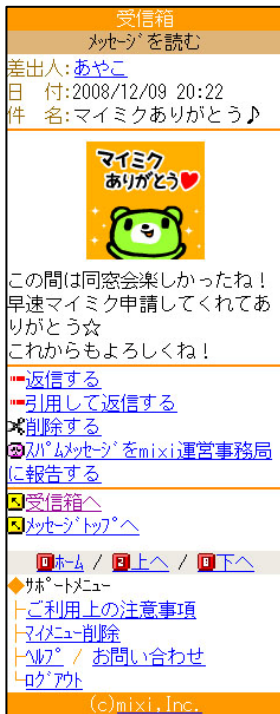 受信箱
ﾒｯｾｰｼﾞを読む
差出人:あやこ
日　付:2008/12/09 20:22
件　名:マイミクありがとう♪
マイミク
ありがとう♥
この間は同窓会楽しかったね！
早速マイミク申請してくれてあ
りがとう☆
これからもよろしくね！
返信する
引用して返信する
削除する
ｽﾊﾟﾑﾒｯｾｰｼﾞをmixi運営事務局
に報告する
受信箱へ
ﾒｯｾｰｼﾞﾄｯﾌﾟへ
0ﾎｰﾑ / 2上へ / 8下へ
◆ｻﾎﾟｰﾄﾒﾆｭｰ
├ご利用上の注意事項
├ﾏｲﾒﾆｭｰ削除
├ﾍﾙﾌﾟ / お問い合わせ
└ﾛｸﾞｱｳﾄ
(c)mixi,Inc.